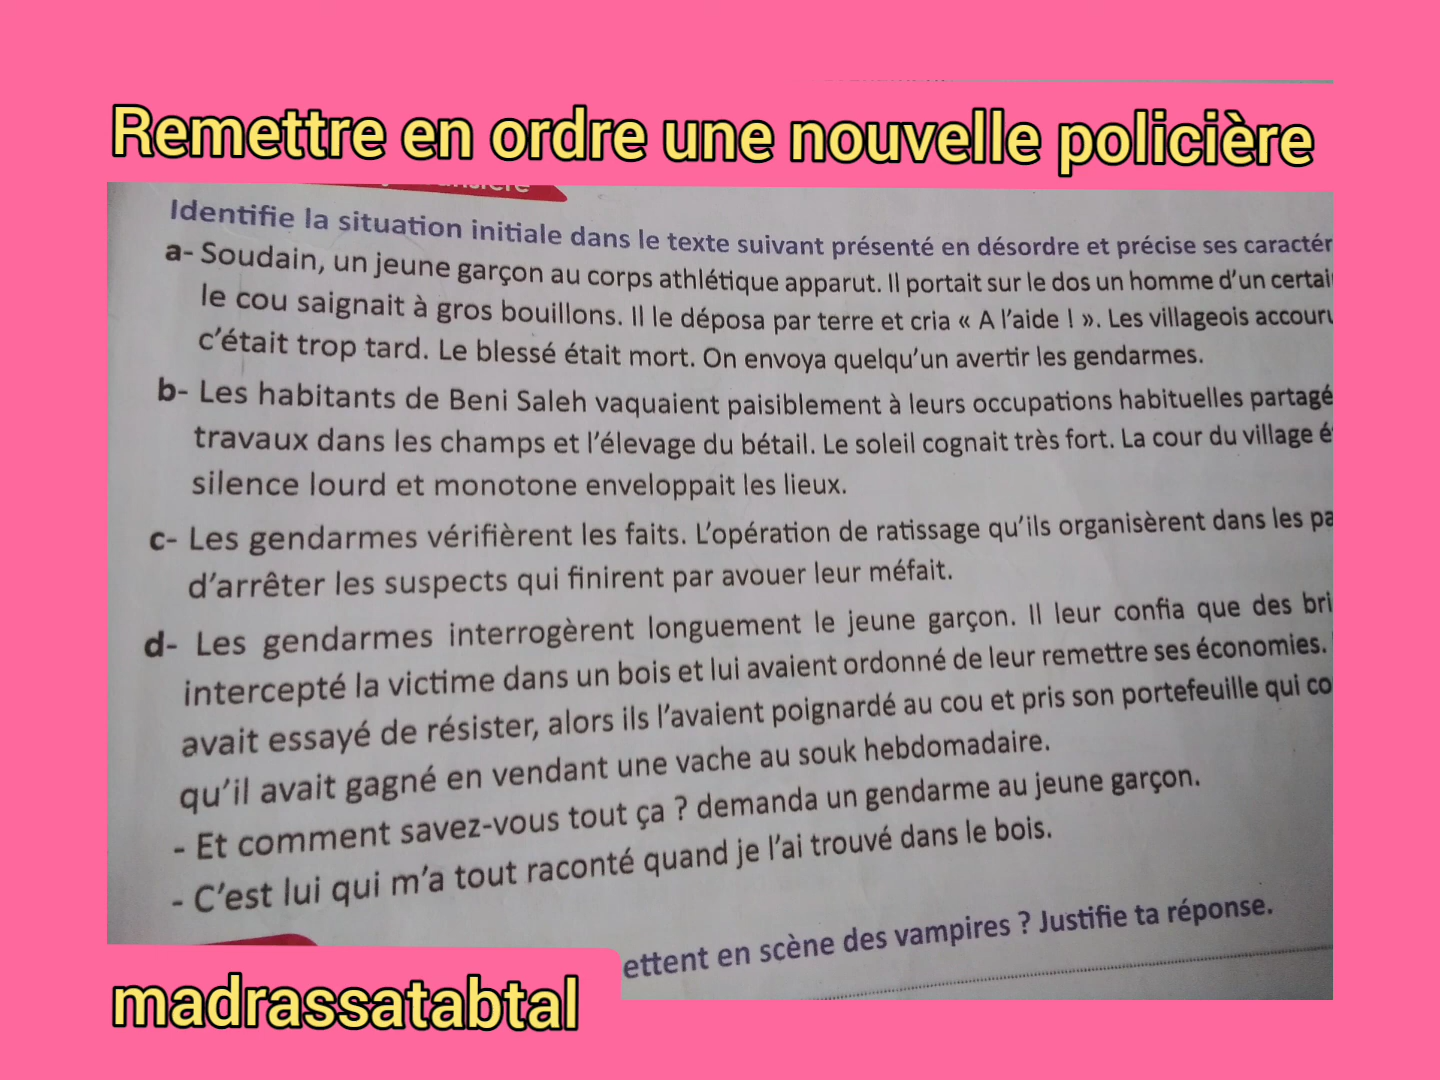 Remettre en ordre une nouvelle policière
Identifie la situation initiale dans le texte suivant présenté en désordre et précise ses
a- Soudain, un jeune garçon au corps athlétique apparut. Il portait sur le dos un homme d'un
le cou saignait à gros bouillons. Il le déposa par terre et cria « A l'aide ! ». Les villageois
c'était trop tard. Le blessé était mort. On envoya quelqu'un avertir les gendarmes.
b- Les habitants de Beni Saleh vaquaient paisiblement à leurs occupations habituelles
travaux dans les champs et l'élevage du bétail. Le soleil cognait très fort. La cour du village
silence lourd et monotone enveloppait les lieux.
c- Les gendarmes vérifièrent les faits. L'opération de ratissage qu'ils organisèrent dans les
d'arrêter les suspects qui finirent par avouer leur méfait.
d- Les gendarmes interrogèrent longuement le jeune garçon. Il leur confia que des
intercepté la victime dans un bois et lui avaient ordonné de leur remettre ses économies.
avait essayé de résister, alors ils l'avaient poignardé au cou et pris son portefeuille qui
qu'il avait gagné en vendant une vache au souk hebdomadaire.
- Et comment savez-vous tout ça ? demanda un gendarme au jeune garçon.
- C'est lui qui m'a tout raconté quand je l'ai trouvé dans le bois.
en scène des vampires ? Justifie ta réponse.
madrassatabtal